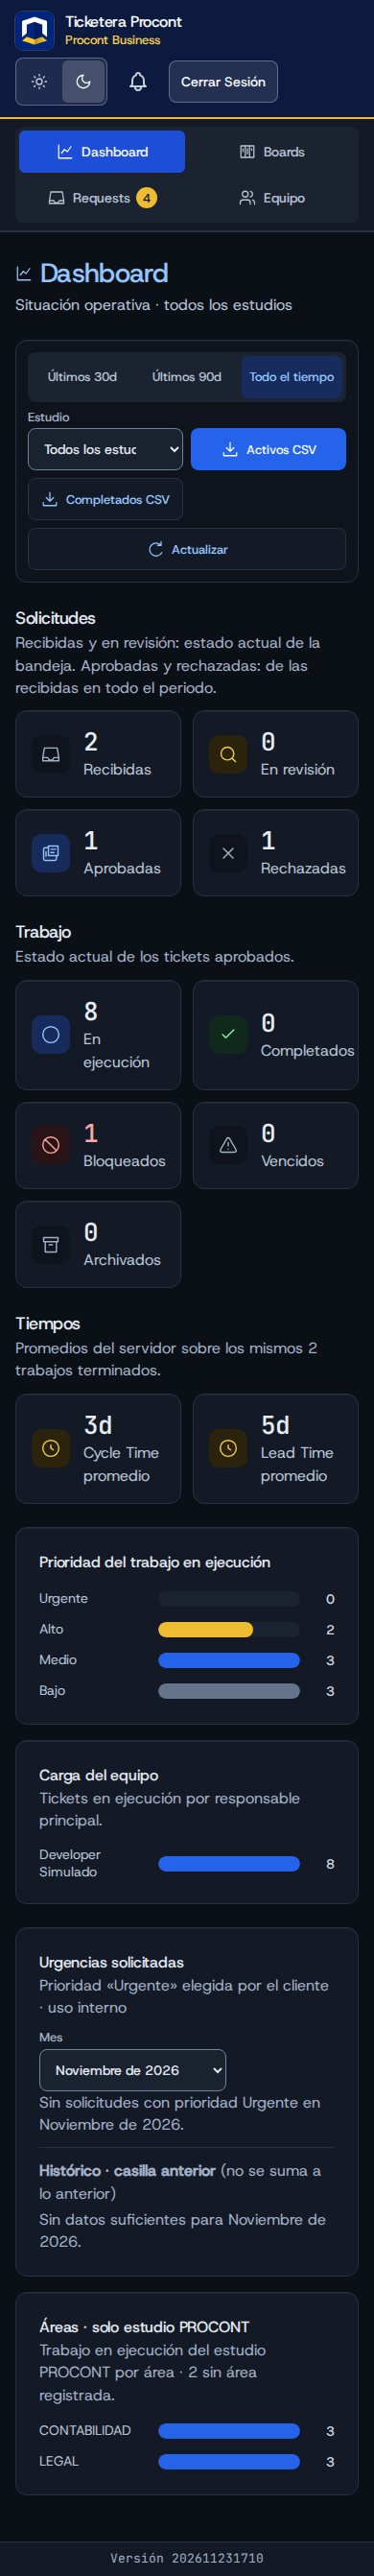 Ticketera Procont
Procont Business
Cerrar Sesión
Dashboard
Boards
Requests 4
Equipo
Dashboard
Situación operativa · todos los estudios
Últimos 30d
Últimos 90d
Todo el tiempo
Estudio
Todos los estuc
Activos CSV
Completados CSV
Actualizar
Solicitudes
Recibidas y en revisión: estado actual de la
bandeja. Aprobadas y rechazadas: de las
recibidas en todo el periodo.
2
Recibidas
0
En revisión
1
Aprobadas
1
Rechazadas
Trabajo
Estado actual de los tickets aprobados.
8
En
ejecución
0
Completados
1
Bloqueados
0
Vencidos
0
Archivados
Tiempos
Promedios del servidor sobre los mismos 2
trabajos terminados.
3d
Cycle Time
promedio
5d
Lead Time
promedio
Prioridad del trabajo en ejecución
Urgente 0
Alto 2
Medio 3
Bajo 3
Carga del equipo
Tickets en ejecución por responsable
principal.
Developer
Simulado 8
Urgencias solicitadas
Prioridad «Urgente» elegida por el cliente
· uso interno
Mes
Noviembre de 2026
Sin solicitudes con prioridad Urgente en
Noviembre de 2026.
Histórico · casilla anterior (no se suma a
lo anterior)
Sin datos suficientes para Noviembre de
2026.
Áreas · solo estudio PROCONT
Trabajo en ejecución del estudio
PROCONT por área · 2 sin área
registrada.
CONTABILIDAD 3
LEGAL 3
Versión 202611231710